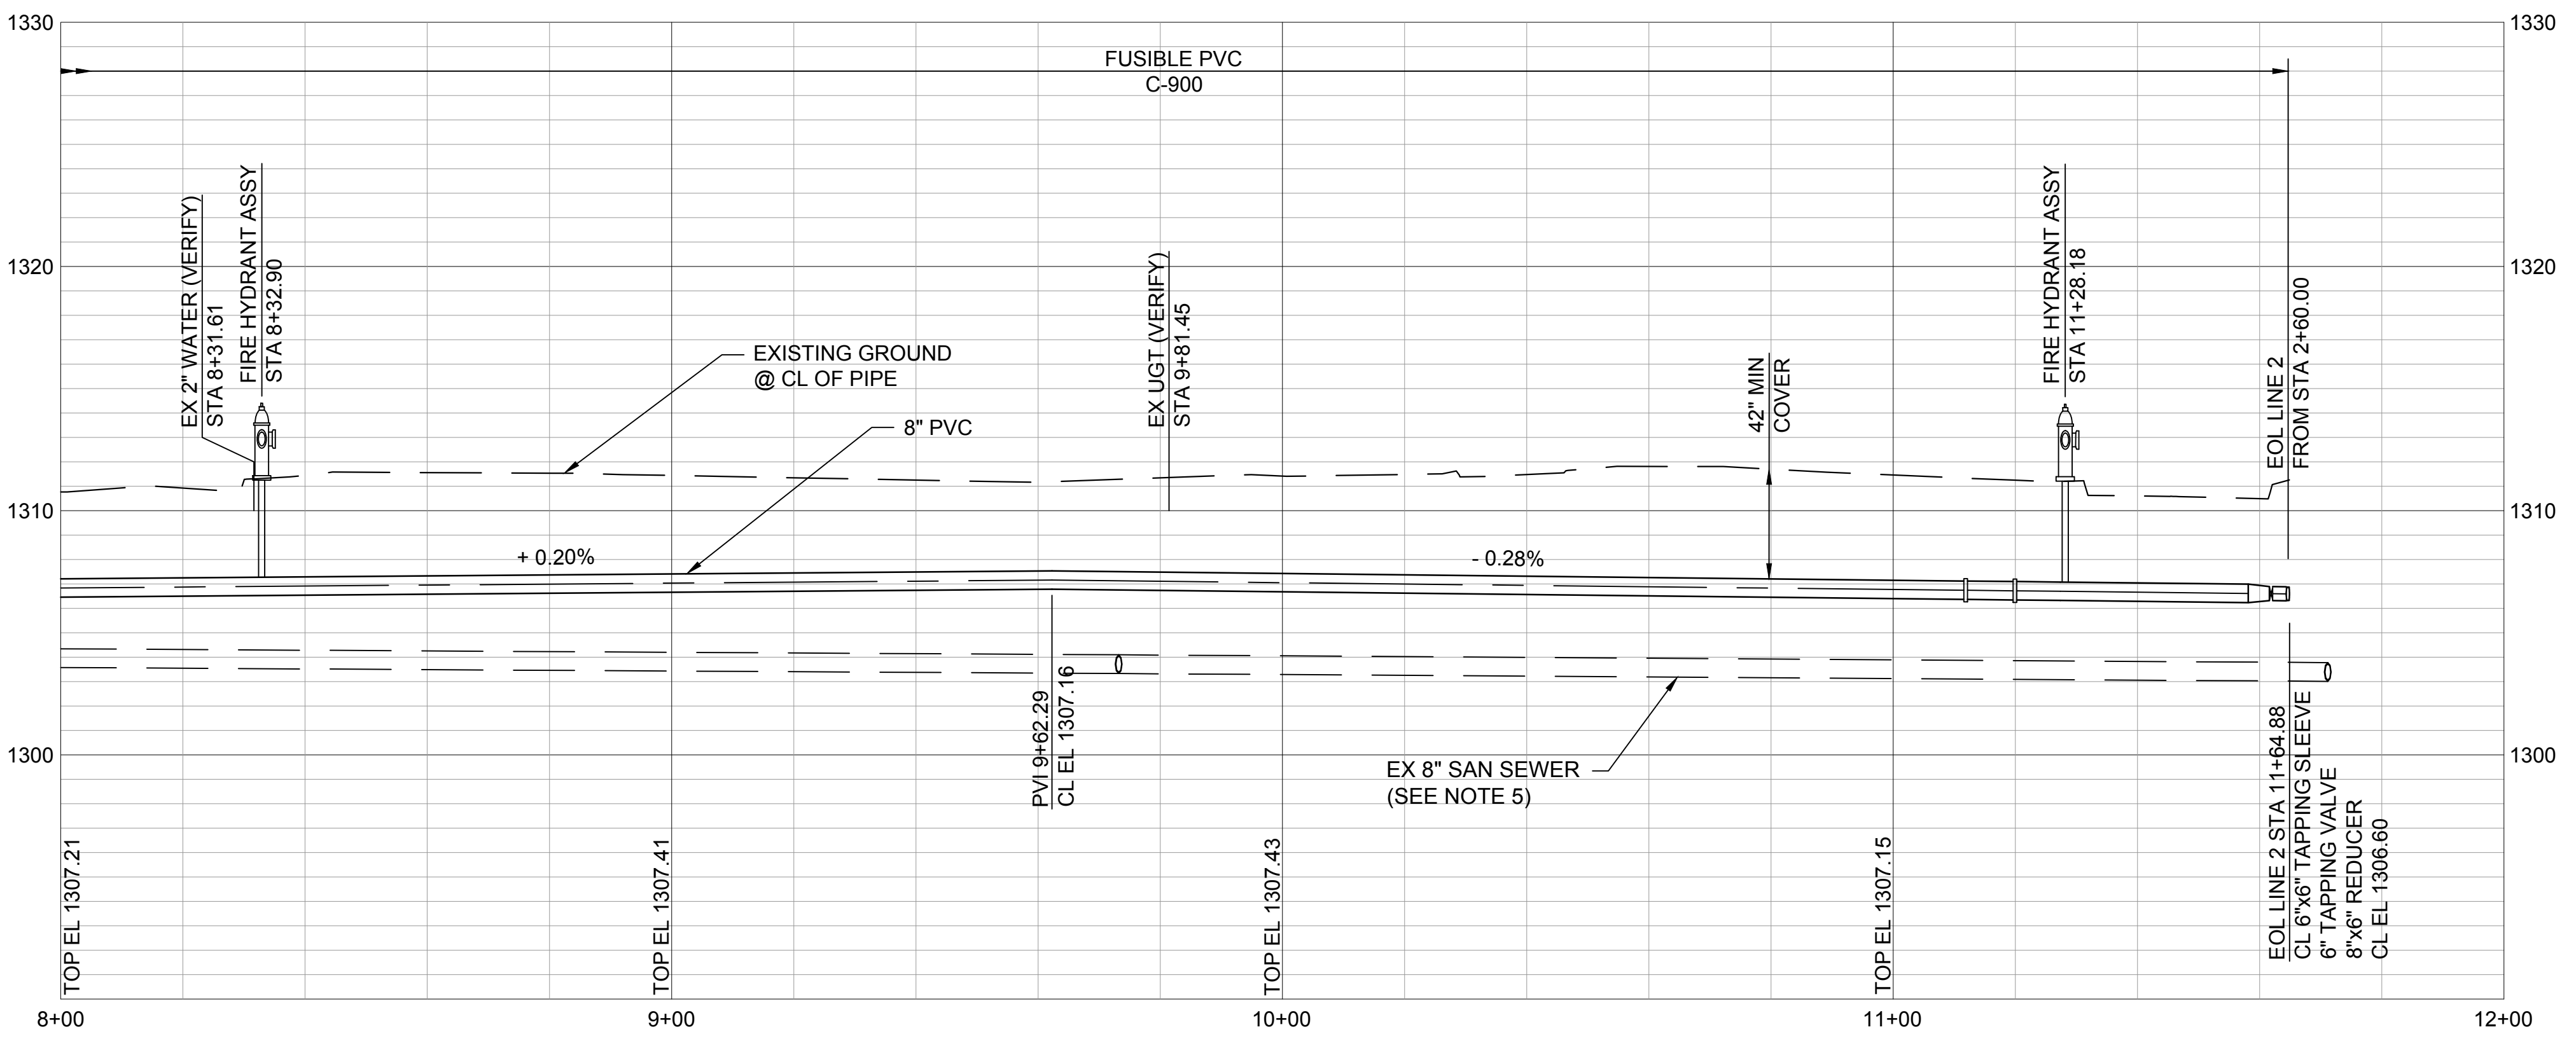 1330
1330
FUSIBLE PVC
C-900
EX 2" WATER (VERIFY)
STA 8+31.61
FIRE HYDRANT ASSY
STA 8+32.90
EX UGT (VERIFY)
STA 9+81.45
FIRE HYDRANT ASSY
STA 11+28.18
EOL LINE 2
FROM STA 2+60.00
1320
1320
EXISTING GROUND
@ CL OF PIPE
42" MIN
COVER
8" PVC
1310
1310
+ 0.20%
- 0.28%
PVI 9+62.29
CL EL 1307.16
1300
1300
EX 8" SAN SEWER
(SEE NOTE 5)
EOL LINE 2 STA 11+64.88
CL 6"x6" TAPPING SLEEVE
6" TAPPING VALVE
8"x6" REDUCER
CL EL 1306.60
TOP EL 1307.21
TOP EL 1307.41
TOP EL 1307.43
TOP EL 1307.15
8+00
9+00
10+00
11+00
12+00